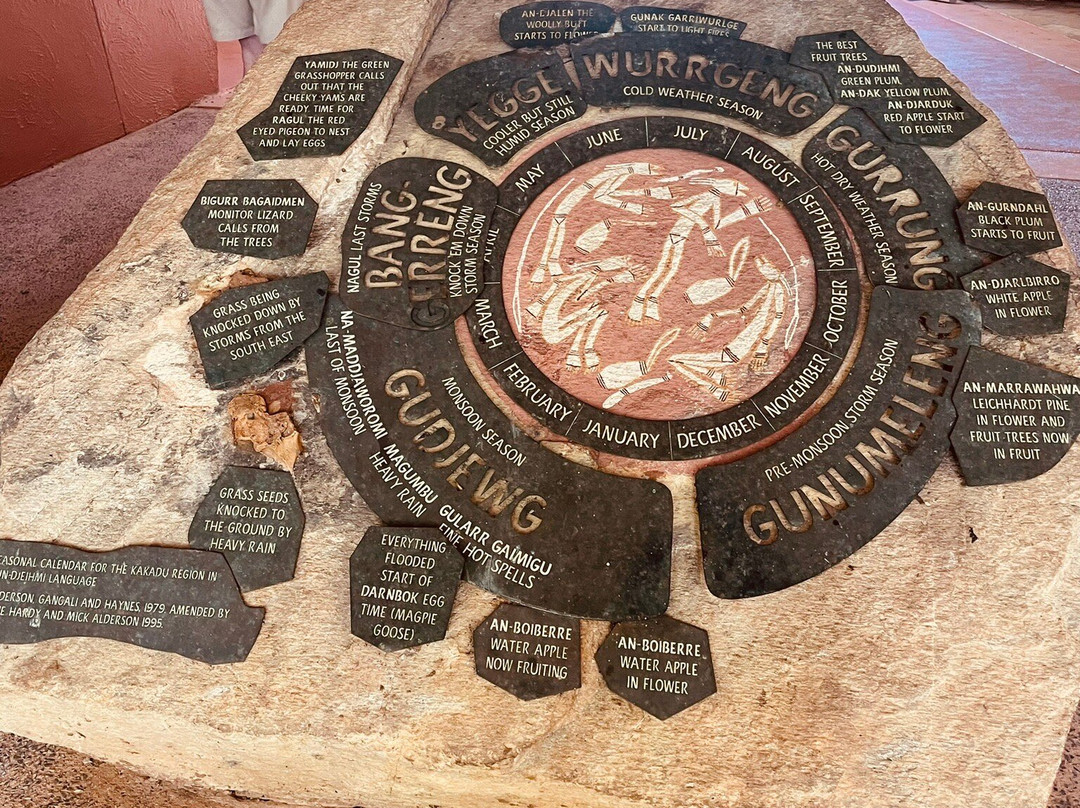 AN-DJALEN THE
WOOLLY BUTT
STARTS TO FLOWER
GUNAK GARRIWURLGE
START TO LIGHT FIRES
THE BEST
FRUIT TREES
AN-DUDJHMI
GREEN PLUM,
AN-DAK YELLOW PLUM,
AN-DJARDUK
RED APPLE START
TO FLOWER
YAMIDJ THE GREEN
GRASSHOPPER CALLS
OUT THAT THE
CHEEKY YAMS ARE
READY. TIME FOR
RAGUL THE RED
EYED PIGEON TO NEST
AND LAY EGGS
YEGGE
COOLER BUT STILL
HUMID SEASON
WURRGENG
COLD WEATHER SEASON
GURRUNG
HOT DRY WEATHER SEASON
AN-GURNDAHL
BLACK PLUM
STARTS TO FRUIT
AN-DJARLBIRRO
WHITE APPLE
IN FLOWER
AN-MARRAWAHWA
LEICHHARDT PINE
IN FLOWER AND
FRUIT TREES NOW
IN FRUIT
GUNUMELENG
PRE-MONSOON STORM SEASON
BIGURR BAGAIDMEN
MONITOR LIZARD
CALLS FROM
THE TREES
NAGUL LAST STORMS
BANG-
GERRENG
KNOCK EM DOWN
STORM SEASON
GRASS BEING
KNOCKED DOWN BY
STORMS FROM THE
SOUTH EAST
MAY
JUNE
JULY
AUGUST
SEPTEMBER
OCTOBER
NOVEMBER
DECEMBER
JANUARY
FEBRUARY
MARCH
APRIL
MONSOON SEASON
GUDJEWG
NA-MADDJAWOROMI MAGUMBU GULARR GAIMIGU
LAST OF MONSOON
HEAVY RAIN
FINE HOT SPELLS
GRASS SEEDS
KNOCKED TO
THE GROUND BY
HEAVY RAIN
EVERYTHING
FLOODED
START OF
DARNBOK EGG
TIME (MAGPIE
GOOSE)
AN-BOIBERRE
WATER APPLE
NOW FRUITING
AN-BOIBERRE
WATER APPLE
IN FLOWER
EASONAL CALENDAR FOR THE KAKADU REGION IN
UN-DJEIHMI LANGUAGE
DERSON, GANGALI AND HAYNES, 1979. AMENDED BY
E HARDY AND MICK ALDERSON 1995.